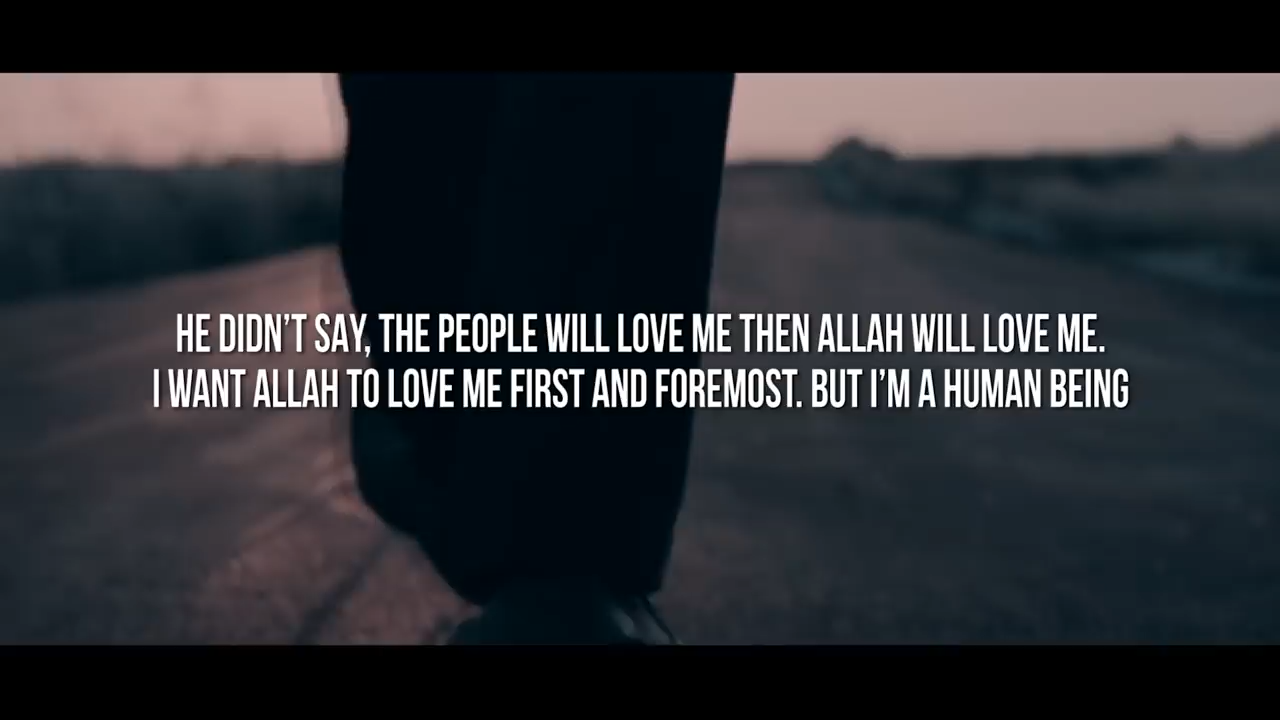 HE DIDN’T SAY, THE PEOPLE WILL LOVE ME THEN ALLAH WILL LOVE ME.
I WANT ALLAH TO LOVE ME FIRST AND FOREMOST. BUT I’M A HUMAN BEING